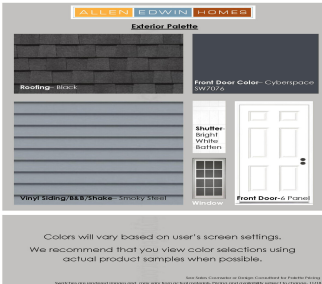 ALLEN EDWIN HOMES
Exterior Palette
Roofing- Black
Front Door Color- Cyberspace
SW7076
Shutter-
Bright
White
Batten
Vinyl Siding/B&B/Shake- Smoky Steel
Window
Front Door-6 Panel
Colors will vary based on user's screen settings.
We recommend that you view color selections using
actual product samples when possible.
See Sales Counselor or Design Consultant for Palette Pricing